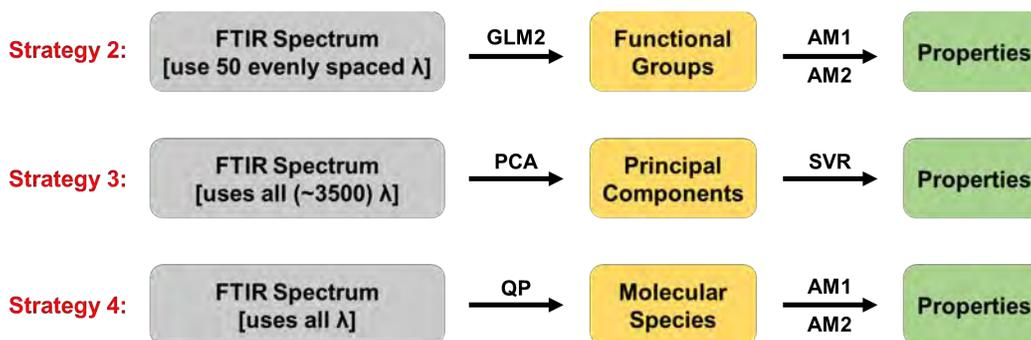 Strategy 2:
FTIR Spectrum
[use 50 evenly spaced λ]
GLM2
Functional
Groups
AM1
AM2
Properties
Strategy 3:
FTIR Spectrum
[uses all (~3500) λ]
PCA
Principal
Components
SVR
Properties
Strategy 4:
FTIR Spectrum
[uses all λ]
QP
Molecular
Species
AM1
AM2
Properties